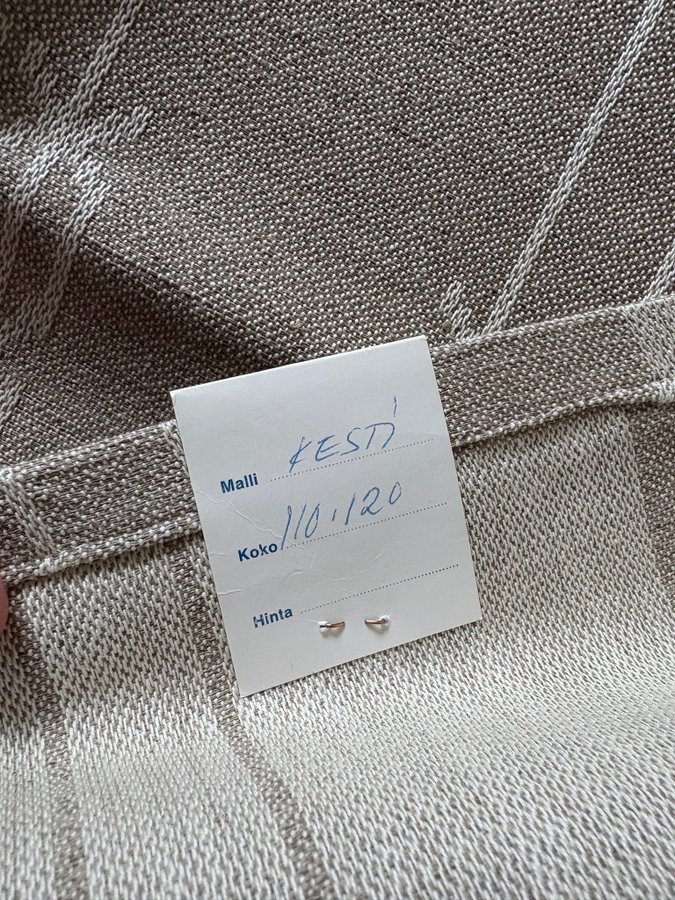 Malli KESTI
Koko 110.120
Hinta